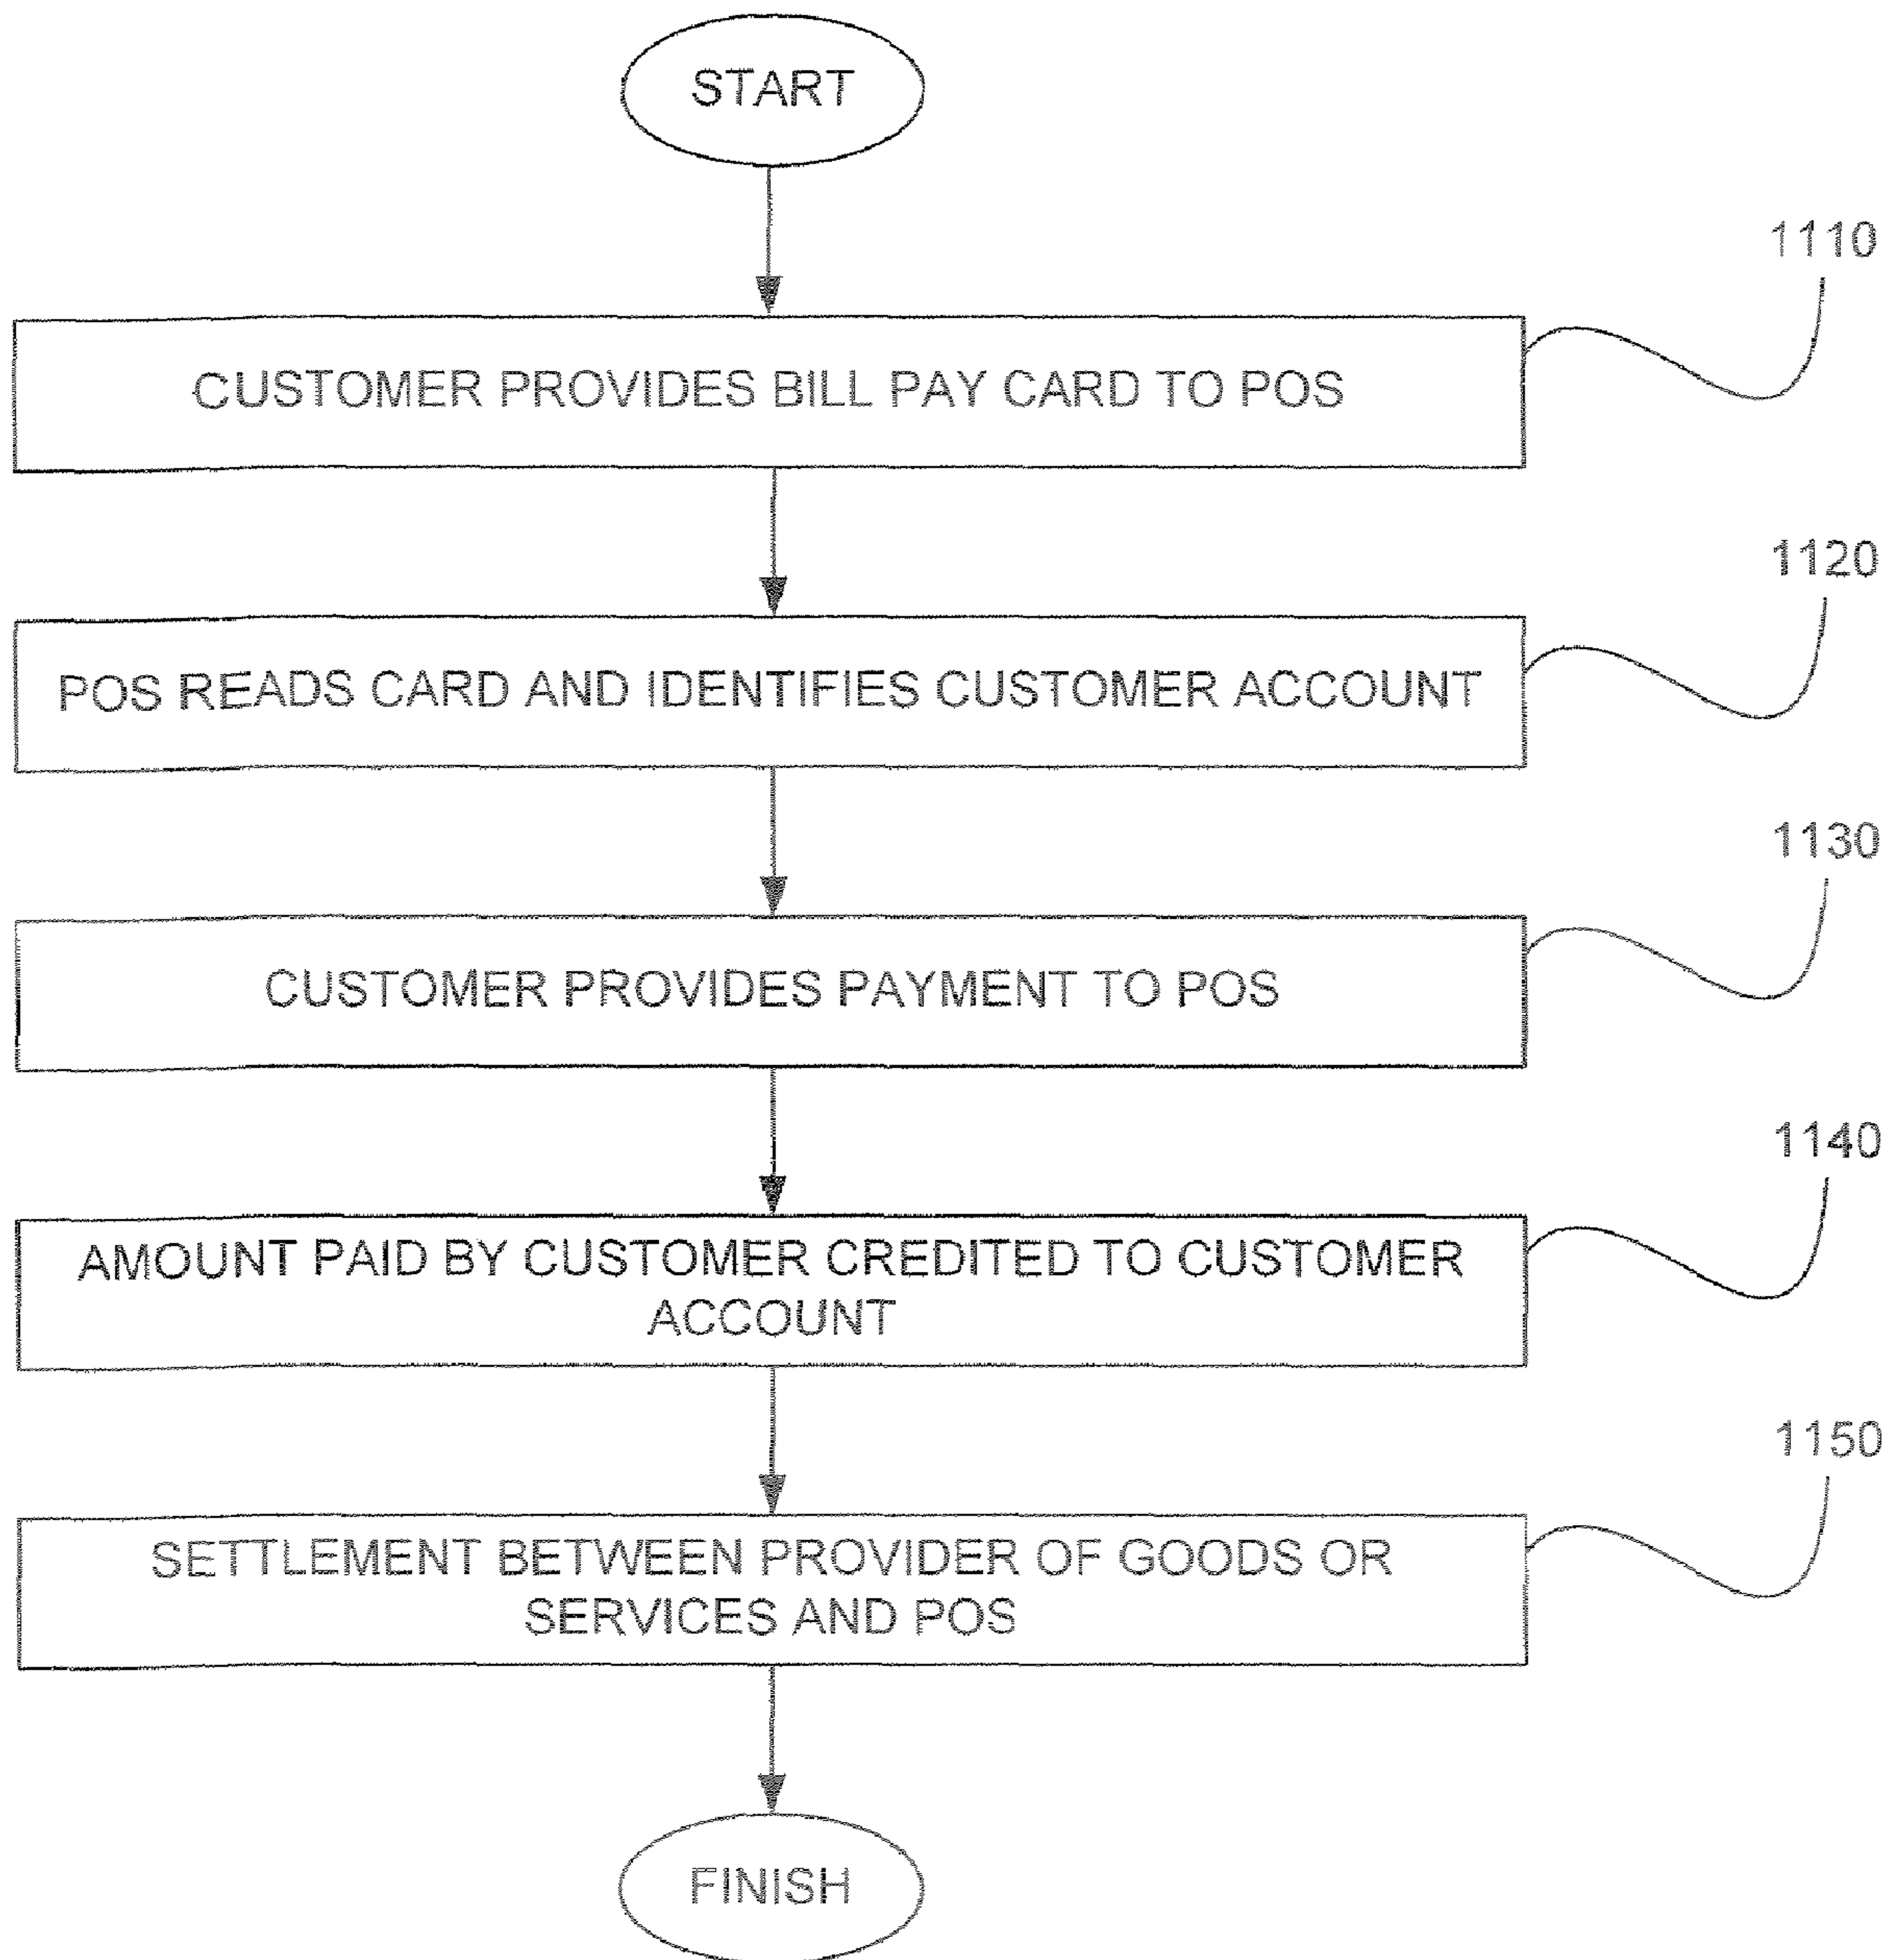 START
1110
CUSTOMER PROVIDES BILL PAY CARD TO POS
1120
POS READS CARD AND IDENTIFIES CUSTOMER ACCOUNT
1130
CUSTOMER PROVIDES PAYMENT TO POS
1140
AMOUNT PAID BY CUSTOMER CREDITED TO CUSTOMER
ACCOUNT
1150
SETTLEMENT BETWEEN PROVIDER OF GOODS OR
SERVICES AND POS
FINISH